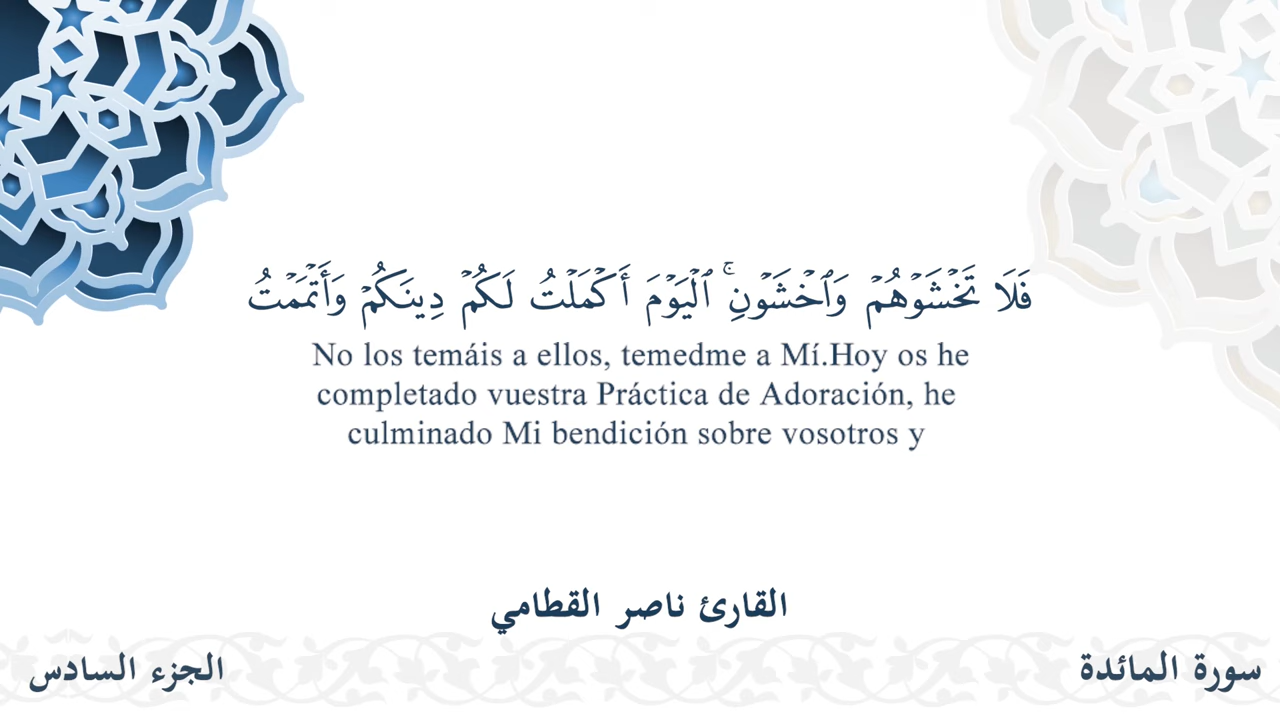 فَلَا تَخۡشَوۡهُمۡ وَٱخۡشَوۡنِۚ ٱلۡيَوۡمَ أَكۡمَلۡتُ لَكُمۡ دِينَكُمۡ وَأَتۡمَمۡتُ
No los temáis a ellos, temedme a Mí.Hoy os he
completado vuestra Práctica de Adoración, he
culminado Mi bendición sobre vosotros y
القارئ ناصر القطامي
سورة المائدة
الجزء السادس